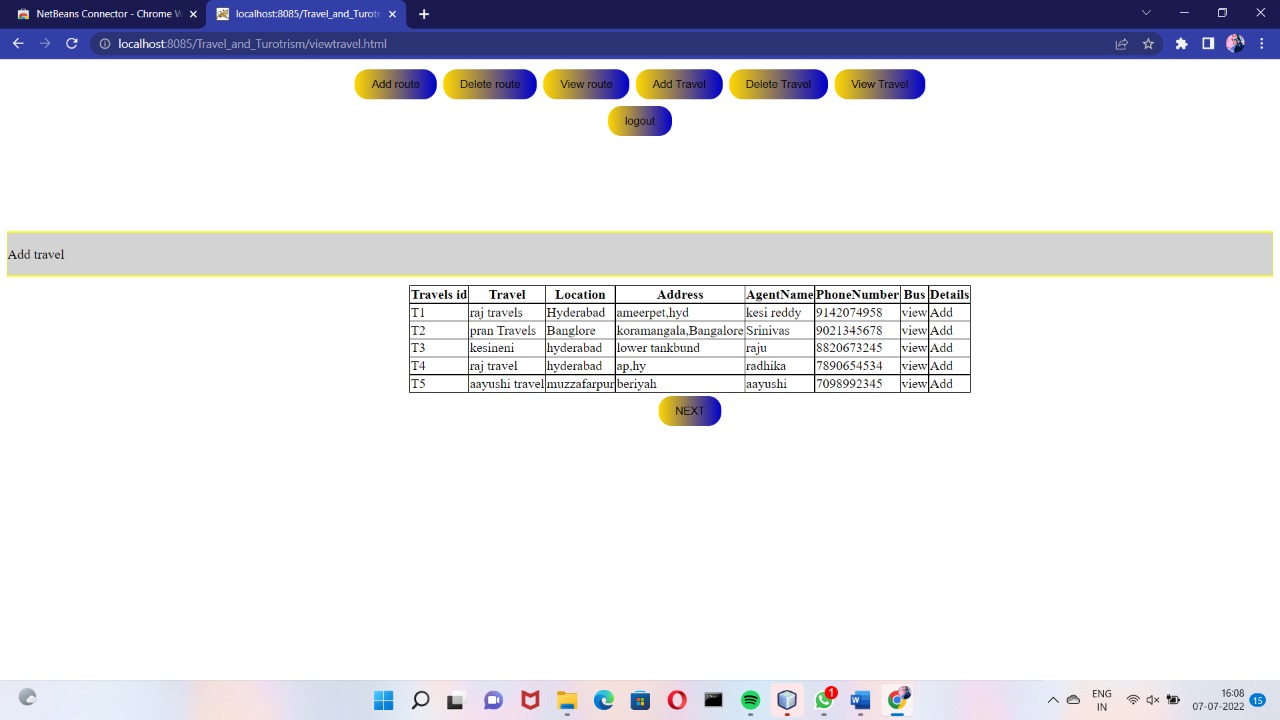 NetBeans Connector - Chrome W
localhost:8085/Travel_and_Turotr
localhost:8085/Travel_and_Turotrism/viewtravel.html
Add route Delete route View route Add Travel Delete Travel View Travel
logout
Add travel
Travels id Travel Location Address AgentName PhoneNumber Bus Details
T1 raj travels Hyderabad ameerpet,hyd kesi reddy 9142074958 view Add
T2 pran Travels Banglore koramangala,Bangalore Srinivas 9021345678 view Add
T3 kesineni hyderabad lower tankbund raju 8820673245 view Add
T4 raj travel hyderabad ap,hy radhika 7890654534 view Add
T5 aayushi travel muzzafarpur beriyah aayushi 7098992345 view Add
NEXT
1
ENG
IN
16:08
07-07-2022
15